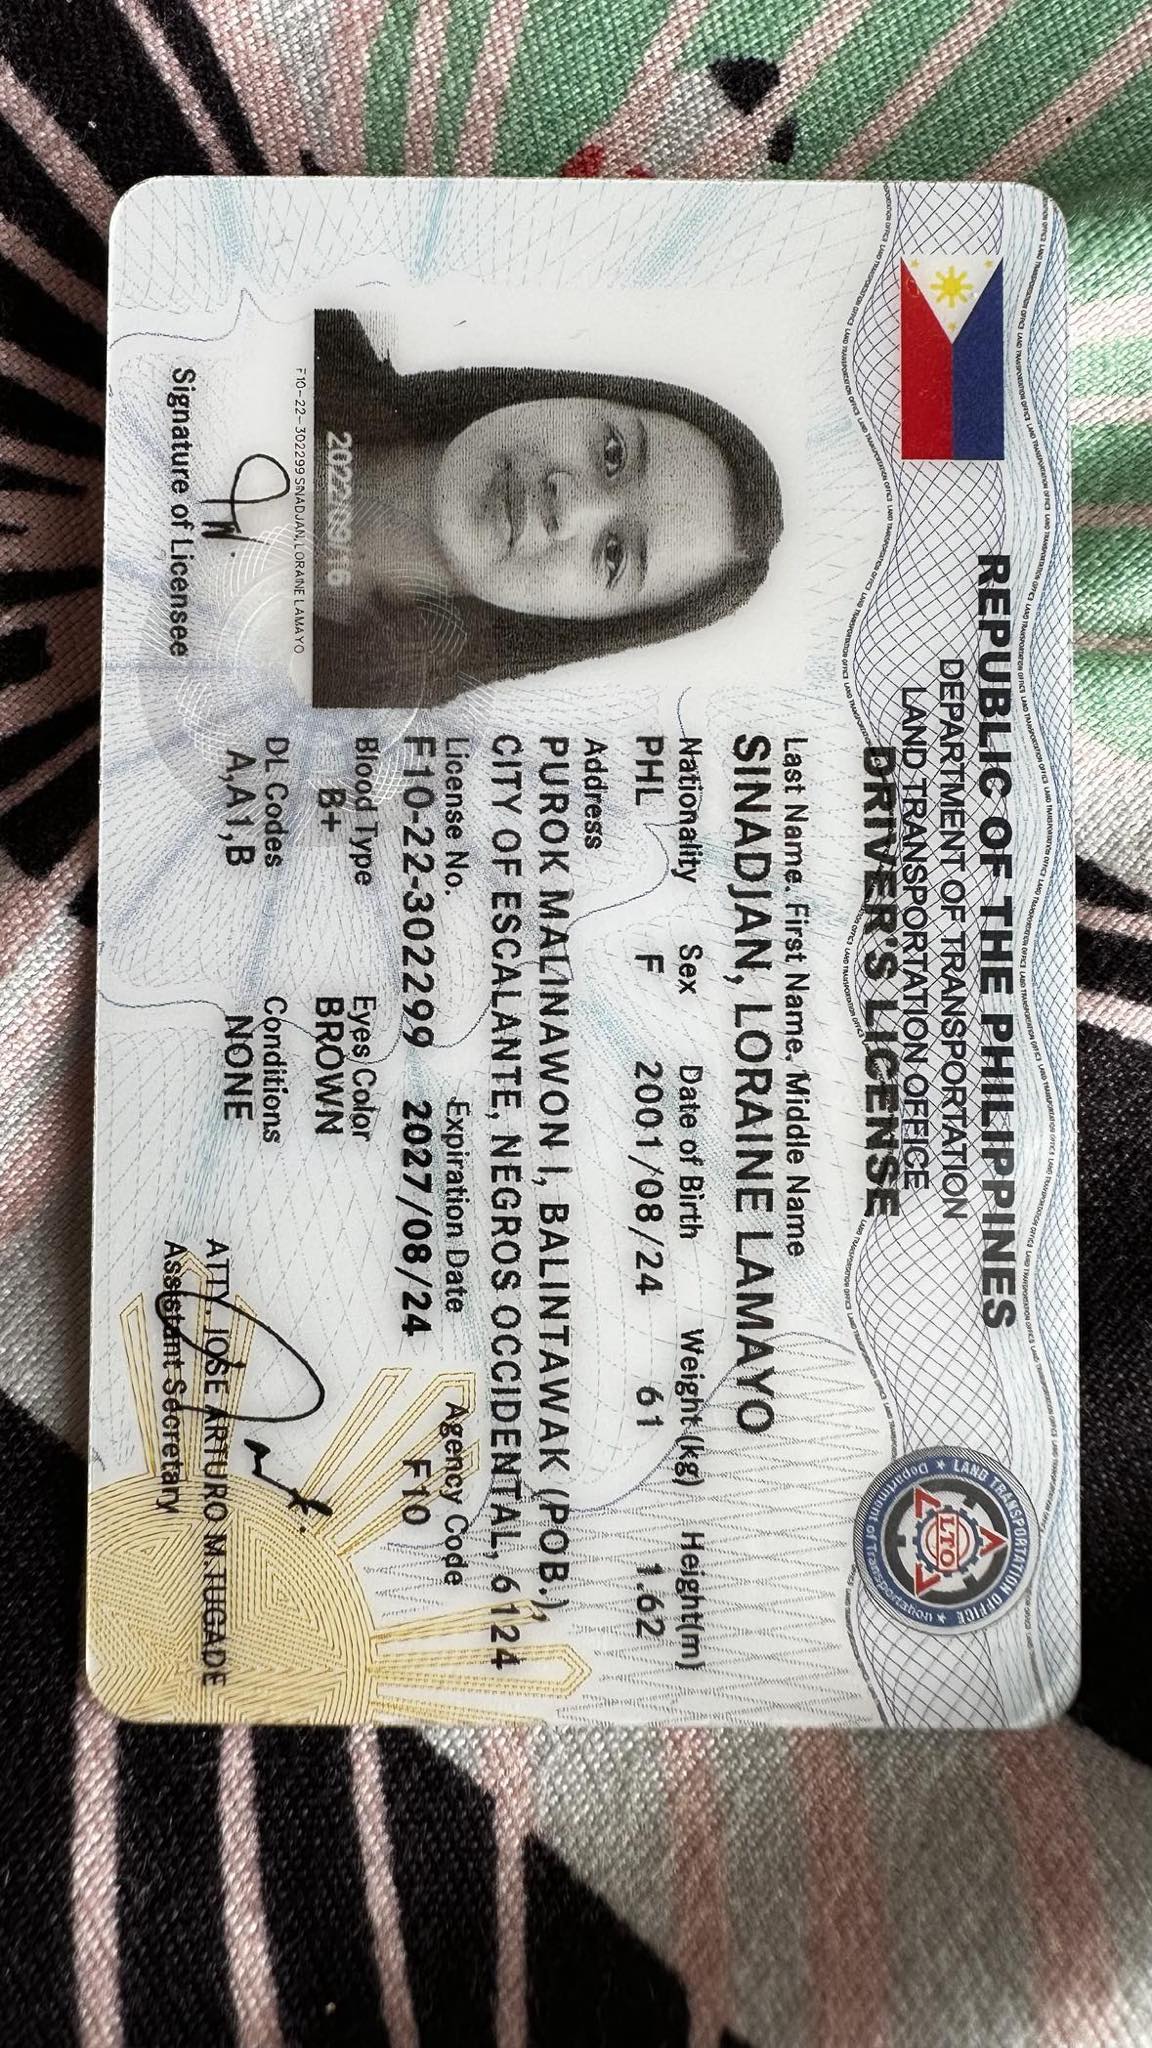 REPUBLIC OF THE PHILIPPINES
DEPARTMENT OF TRANSPORTATION
LAND TRANSPORTATION OFFICE
DRIVER'S LICENSE
LAND TRANSPORTATION OFFICE
Department of Transportation
LTO
Last Name. First Name. Middle Name
SINADJAN, LORAINE LAMAYO
Nationality Sex Date of Birth Weight (kg) Height(m)
PHL F 2001/08/24 61 1.62
Address
PUROK MALINAWON I, BALINTAWAK (POB.),
CITY OF ESCALANTE, NEGROS OCCIDENTAL, 6124
License No. Expiration Date Agency Code
F10-22-302299 2027/08/24 F10
Blood Type Eyes Color
B+ BROWN
DL Codes Conditions
A,A1,B NONE
2022/09/16
F10-22-302299 SINADJAN, LORAINE LAMAYO
Signature of Licensee
ATTY. JOSE ARTURO M. TUGADE
Assistant Secretary